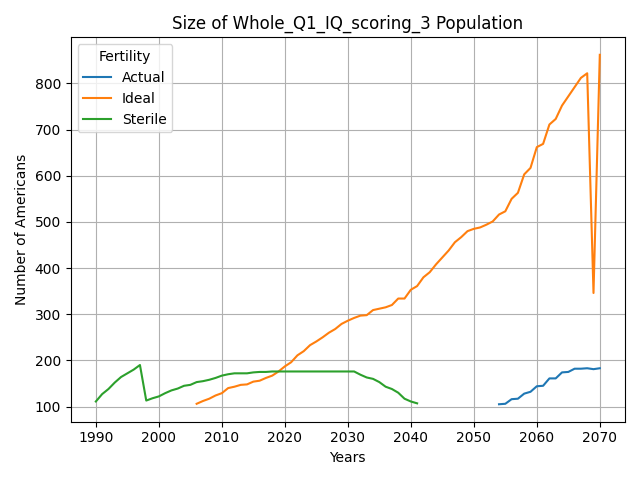 Size of Whole_Q1_IQ_scoring_3 Population
Fertility
Actual
Ideal
Sterile
Number of Americans
800
700
600
500
400
300
200
100
1990 2000 2010 2020 2030 2040 2050 2060 2070
Years